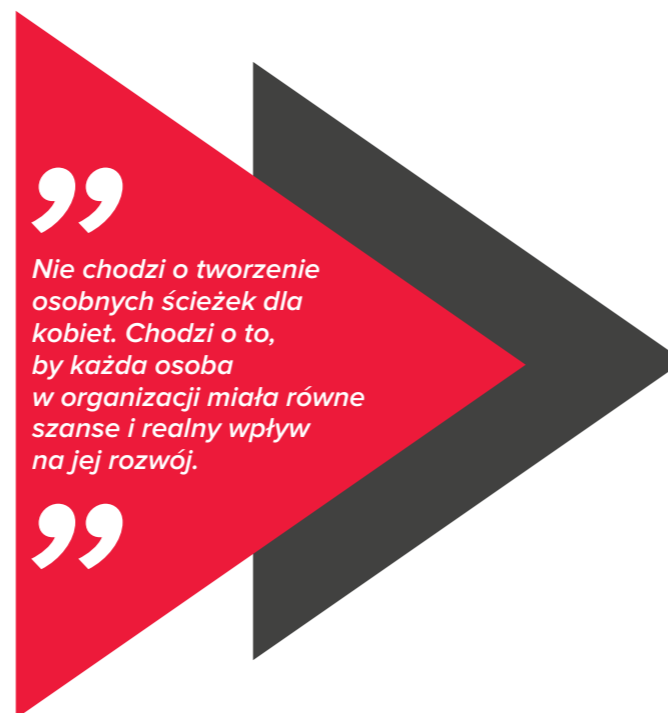 ”
Nie chodzi o tworzenie
osobnych ścieżek dla
kobiet. Chodzi o to,
by każda osoba
w organizacji miała równe
szanse i realny wpływ
na jej rozwój.
”